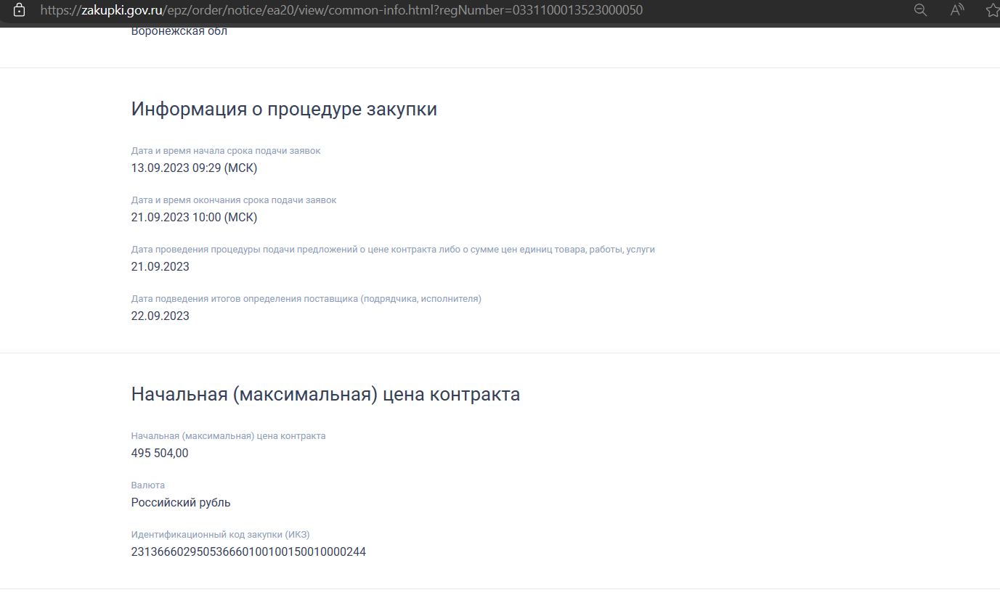 https://zakupki.gov.ru/epz/order/notice/ea20/view/common-info.html?regNumber=0331100013523000050
Воронежская обл
Информация о процедуре закупки
Дата и время начала срока подачи заявок
13.09.2023 09:29 (МСК)
Дата и время окончания срока подачи заявок
21.09.2023 10:00 (МСК)
Дата проведения процедуры подачи предложений о цене контракта либо о сумме цен единиц товара, работы, услуги
21.09.2023
Дата подведения итогов определения поставщика (подрядчика, исполнителя)
22.09.2023
Начальная (максимальная) цена контракта
Начальная (максимальная) цена контракта
495 504,00
Валюта
Российский рубль
Идентификационный код закупки (ИКЗ)
231366602950536660100100150010000244